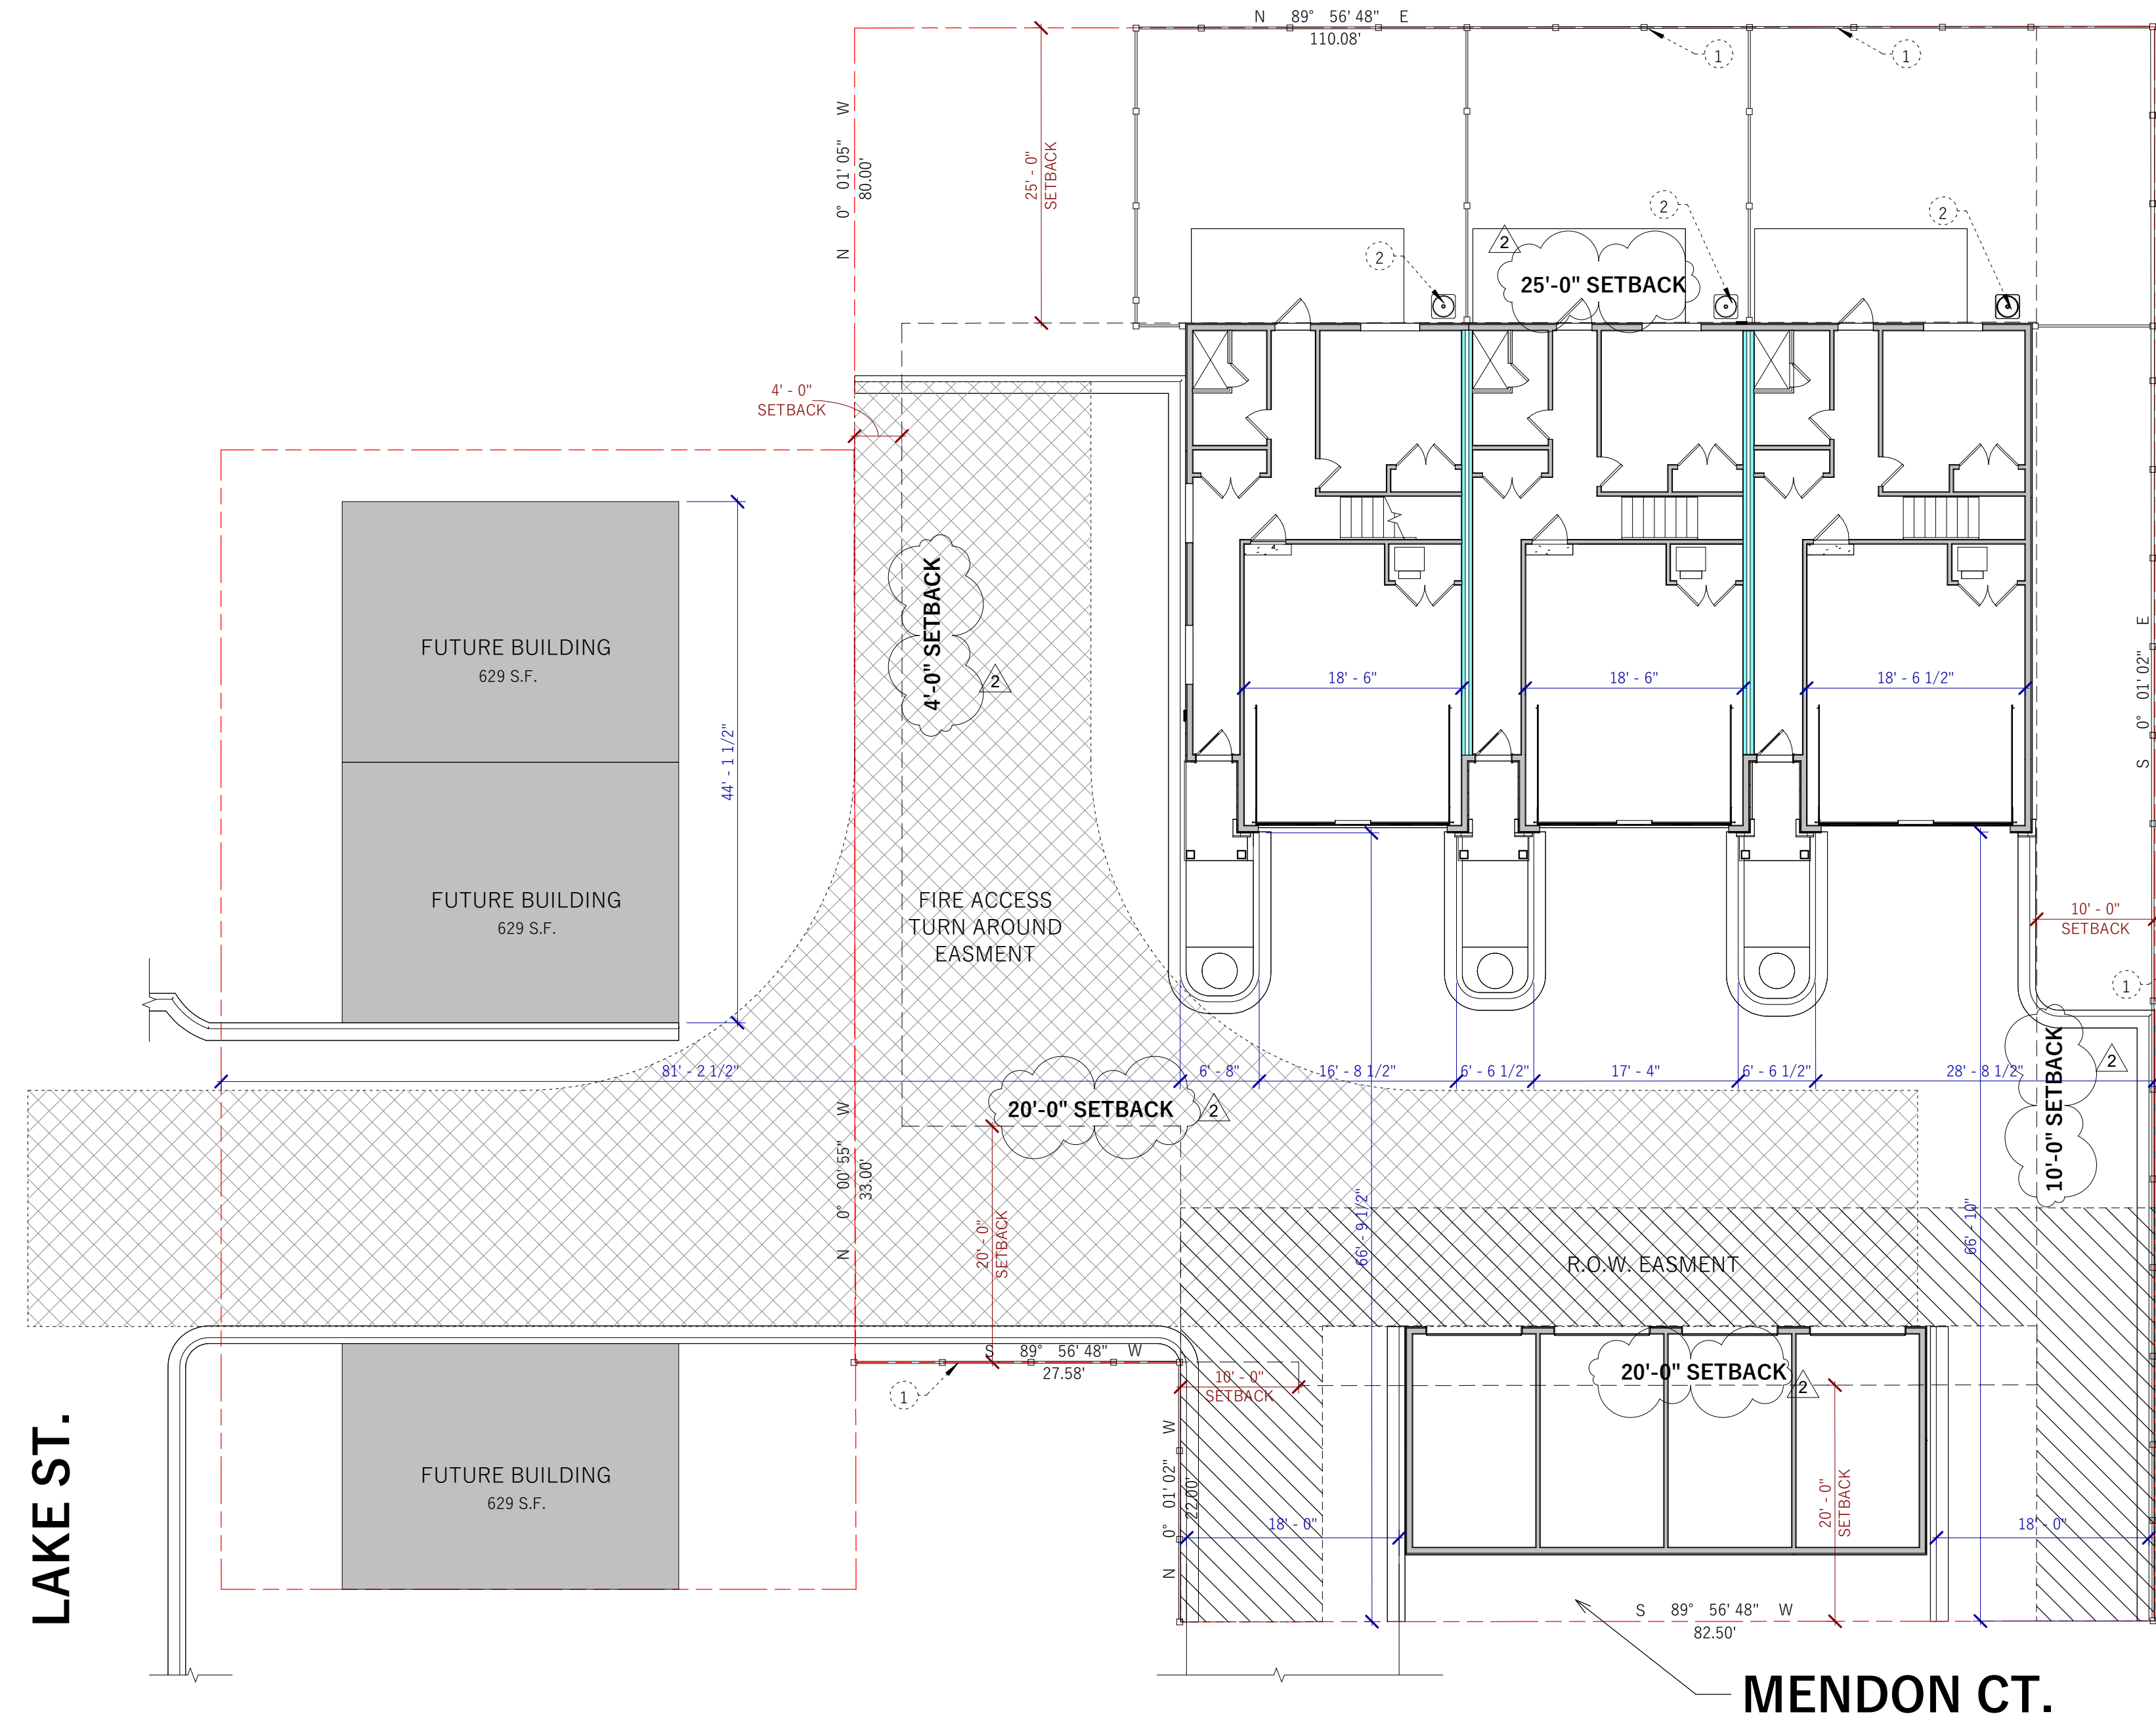 N 89° 56' 48" E
110.08'
1
1
N 0° 01' 05" W
80.00'
25' - 0"
SETBACK
2
2
2
2
25'-0" SETBACK
4' - 0"
SETBACK
4'-0" SETBACK
2
FUTURE BUILDING
629 S.F.
44' - 1 1/2"
18' - 6"
18' - 6"
18' - 6 1/2"
S 0° 01' 02" E
FUTURE BUILDING
629 S.F.
FIRE ACCESS
TURN AROUND
EASMENT
10' - 0"
SETBACK
1
81' - 2 1/2"
6' - 8"
16' - 8 1/2"
6' - 6 1/2"
17' - 4"
6' - 6 1/2"
28' - 8 1/2"
20'-0" SETBACK
2
10'-0" SETBACK
2
N 0° 00' 55" W
33.00'
20' - 0"
SETBACK
66' - 9 1/2"
66' - 10"
R.O.W. EASMENT
S 89° 56' 48" W
27.58'
1
10' - 0"
SETBACK
20'-0" SETBACK
2
N 0° 01' 02" W
22.00'
FUTURE BUILDING
629 S.F.
18' - 0"
20' - 0"
SETBACK
18' - 0"
S 89° 56' 48" W
82.50'
LAKE ST.
MENDON CT.